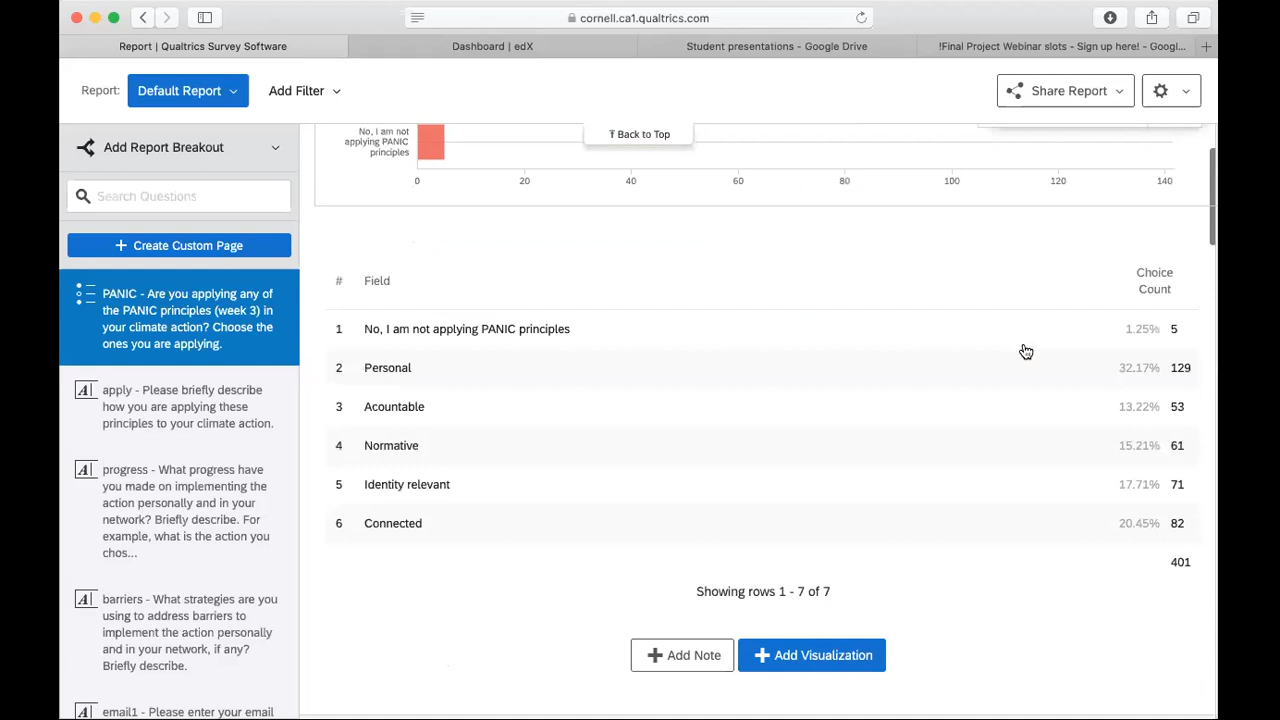 cornell.ca1.qualtrics.com
Report | Qualtrics Survey Software
Dashboard | edX
Student presentations - Google Drive
!Final Project Webinar slots - Sign up here! - Googl...
Report:
Default Report
Add Filter
Share Report
Add Report Breakout
Search Questions
+ Create Custom Page
PANIC - Are you applying any of
the PANIC principles (week 3) in
your climate action? Choose the
ones you are applying.
A
apply - Please briefly describe
how you are applying these
principles to your climate action.
A
progress - What progress have
you made on implementing the
action personally and in your
network? Briefly describe. For
example, what is the action you
chos...
A
barriers - What strategies are you
using to address barriers to
implement the action personally
and in your network, if any?
Briefly describe.
A
email1 - Please enter your email
No, I am not
applying PANIC
principles
Back to Top
0 20 40 60 80 100 120 140
# Field Choice
Count
1 No, I am not applying PANIC principles 1.25% 5
2 Personal 32.17% 129
3 Acountable 13.22% 53
4 Normative 15.21% 61
5 Identity relevant 17.71% 71
6 Connected 20.45% 82
401
Showing rows 1 - 7 of 7
+ Add Note
+ Add Visualization